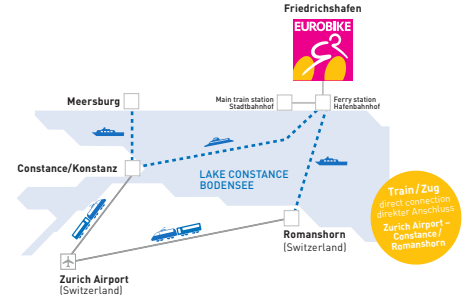 Friedrichshafen
EUROBIKE
Main train station
Stadtbahnhof
Ferry station
Hafenbahnhof
Meersburg
Constance/Konstanz
LAKE CONSTANCE
BODENSEE
Train/Zug
direct connection
direkter Anschluss
Zurich Airport –
Constance /
Romanshorn
Romanshorn
(Switzerland)
Zurich Airport
(Switzerland)